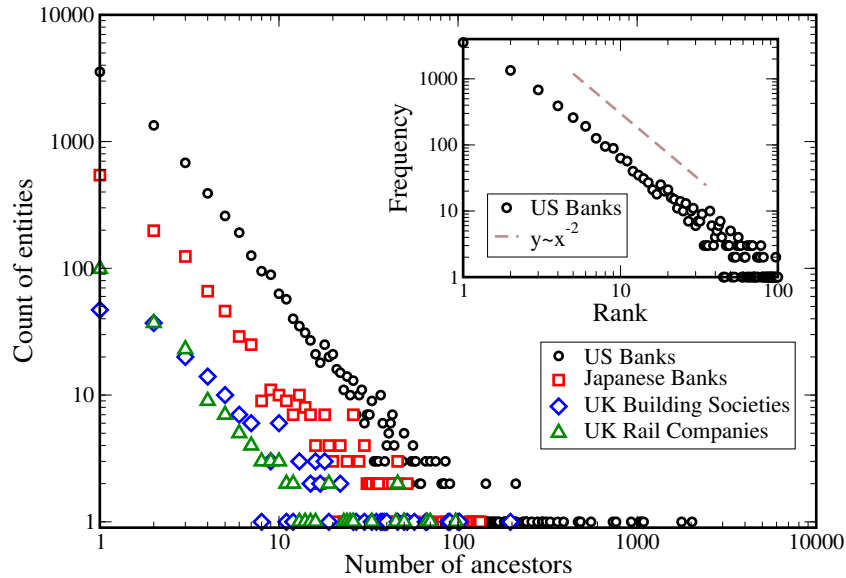 10000
1000
100
10
1
Count of entities
1
10
100
1000
10000
Number of ancestors
1000
100
10
1
Frequency
1
10
100
Rank
US Banks
y~x-2
US Banks
Japanese Banks
UK Building Societies
UK Rail Companies